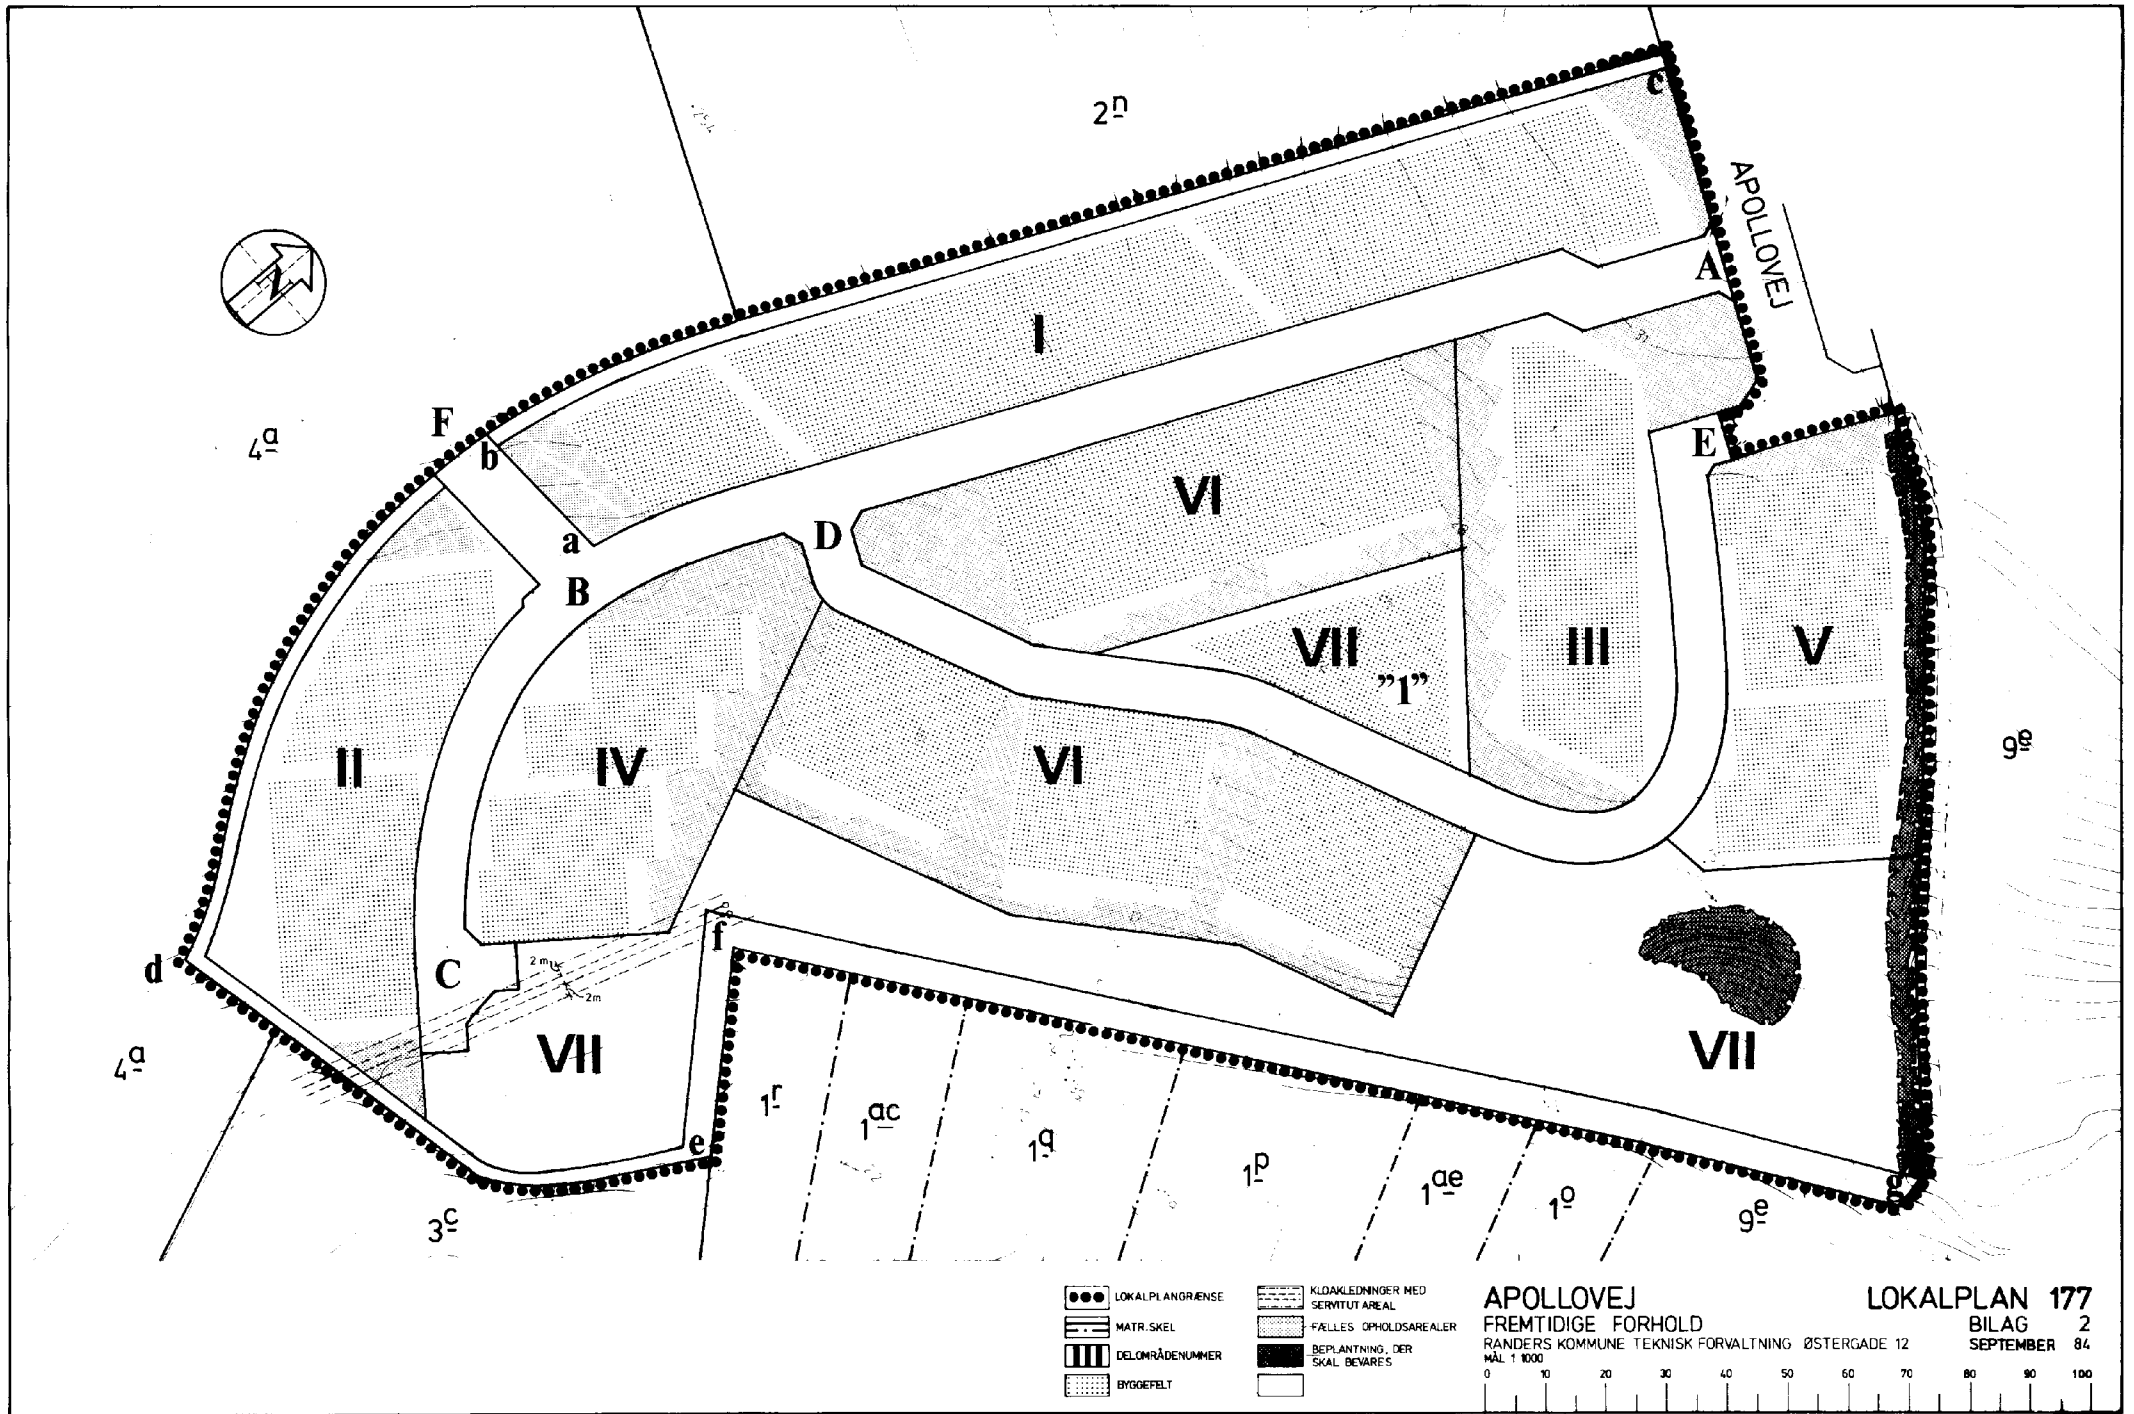 2n
c
APOLLOVEJ
A
I
F
b
4a
a
B
D
E
VI
VII
"1"
III
V
II
IV
VI
9e
d
C
f
2m
2m
VII
VII
4a
e
1r
1ac
1q
1p
1ae
1o
9e
g
3c
LOKALPLANGRÆNSE
MATR. SKEL
III DELOMRÅDENUMMER
BYGGEFELT
KLOAKLEDNINGER MED
SERVITUTAREAL
FÆLLES OPHOLDSAREALER
BEPLANTNING, DER
SKAL BEVARES
APOLLOVEJ
FREMTIDIGE FORHOLD
RANDERS KOMMUNE TEKNISK FORVALTNING ØSTERGADE 12
MÅL 1 1000
LOKALPLAN 177
BILAG 2
SEPTEMBER 84
0 10 20 30 40 50 60 70 80 90 100